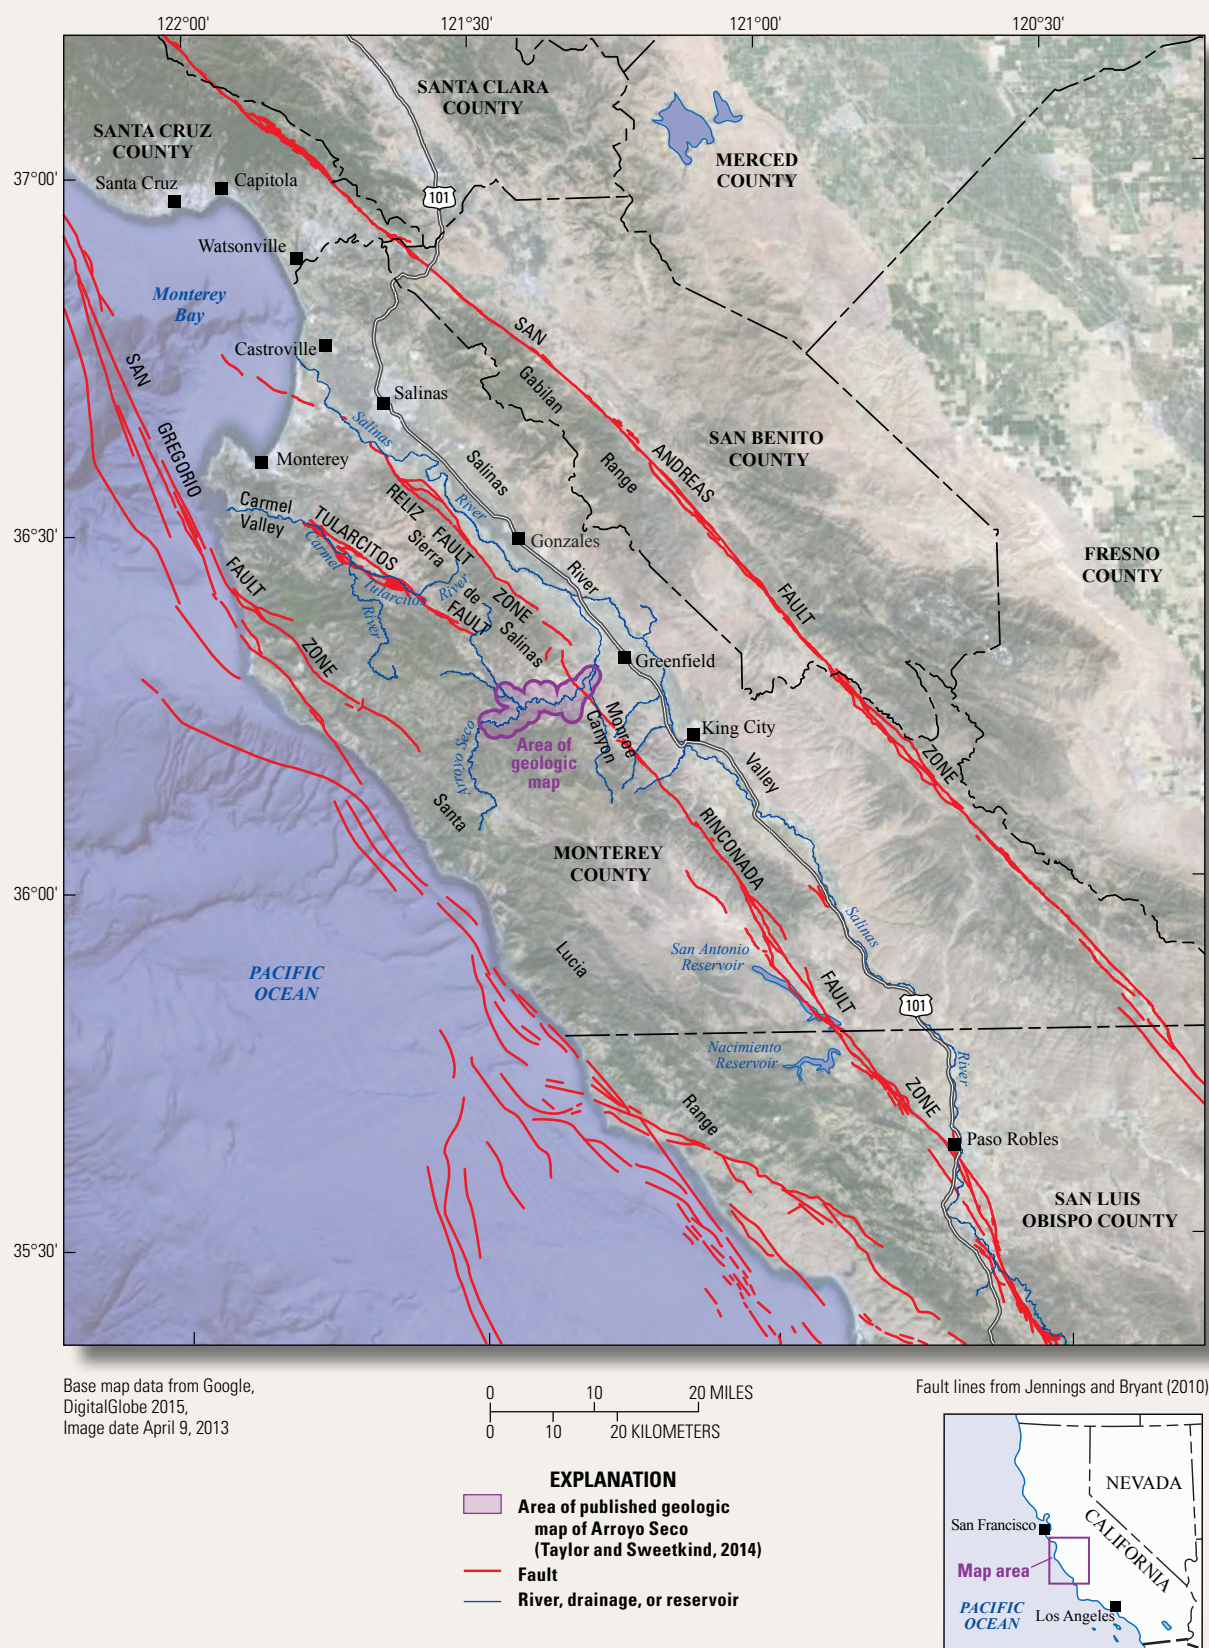 122°00'
121°30'
121°00'
120°30'
37°00'
36°30'
36°00'
35°30'
SANTA CLARA
COUNTY
SANTA CRUZ
COUNTY
MERCED
COUNTY
Santa Cruz
Capitola
101
Watsonville
Monterey
Bay
Castroville
SAN
Gabilan
Salinas
SAN
Salinas
SAN BENITO
COUNTY
GREGORIO
Monterey
Salinas
Range
ANDREAS
RELIZ
River
Carmel
Valley
TULARCITOS
FAULT
Gonzales
Sierra
Carmel
FRESNO
COUNTY
FAULT
Tularcitos
River
River
de
ZONE
FAULT
FAULT
River
Salinas
ZONE
Greenfield
Monroe
Canyon
Arroyo Seco
Area of
geologic
map
King City
Valley
ZONE
Santa
RINCONADA
MONTEREY
COUNTY
Salinas
Lucia
San Antonio
Reservoir
PACIFIC
OCEAN
FAULT
101
Nacimiento
Reservoir
River
ZONE
Range
Paso Robles
SAN LUIS
OBISPO COUNTY
Base map data from Google,
DigitalGlobe 2015,
Image date April 9, 2013
0 10 20 MILES
0 10 20 KILOMETERS
Fault lines from Jennings and Bryant (2010)
EXPLANATION
Area of published geologic
map of Arroyo Seco
(Taylor and Sweetkind, 2014)
Fault
River, drainage, or reservoir
NEVADA
San Francisco
CALIFORNIA
Map area
PACIFIC
OCEAN
Los Angeles